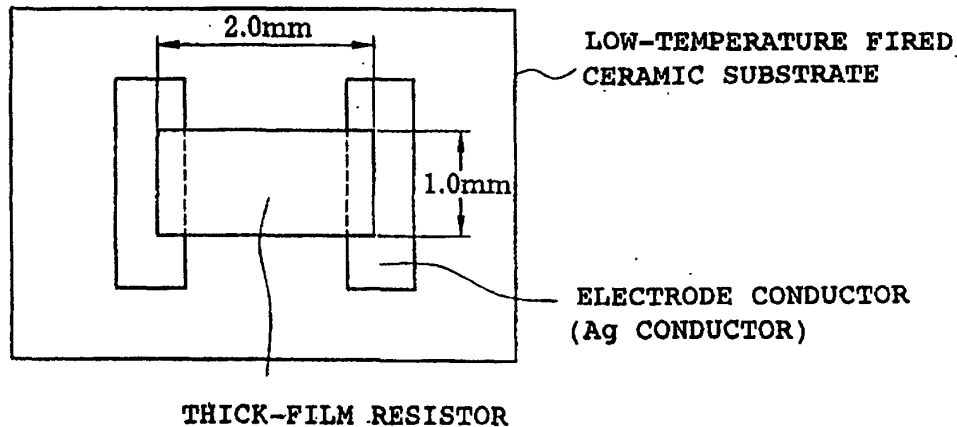 2.0mm
LOW-TEMPERATURE FIRED
CERAMIC SUBSTRATE
1.0mm
ELECTRODE CONDUCTOR
(Ag CONDUCTOR)
THICK-FILM RESISTOR